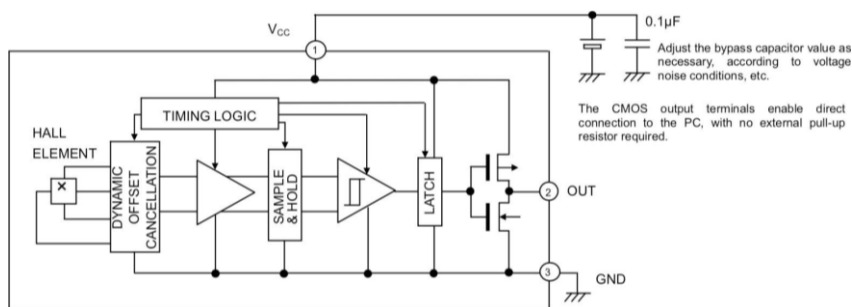 0.1µF
VCC
1
Adjust the bypass capacitor value as
necessary, according to voltage
noise conditions, etc.
The CMOS output terminals enable direct
connection to the PC, with no external pull-up
resistor required.
TIMING LOGIC
HALL
ELEMENT
×
DYNAMIC
OFFSET
CANCELLATION
SAMPLE
& HOLD
LATCH
2
OUT
3
GND